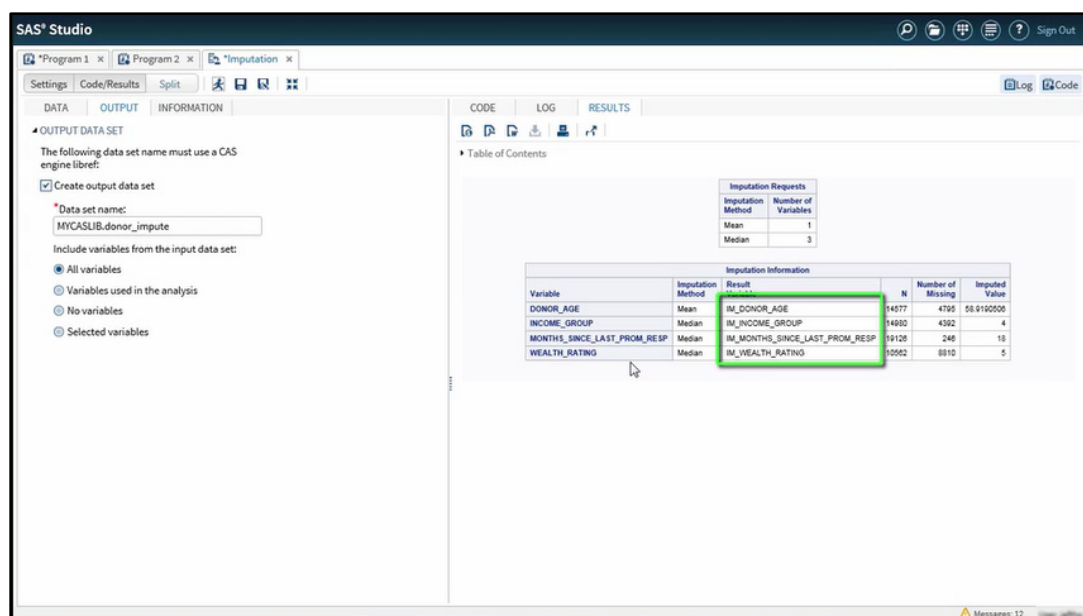 SAS® Studio
Sign Out
*Program 1 ×
Program 2 ×
*Imputation ×
Settings Code/Results Split
Log Code
DATA OUTPUT INFORMATION
OUTPUT DATA SET
The following data set name must use a CAS
engine libref:
Create output data set
*Data set name:
MYCASLIB.donor_impute
Include variables from the input data set:
All variables
Variables used in the analysis
No variables
Selected variables
CODE LOG RESULTS
Table of Contents
Imputation Requests
Imputation Method Number of Variables
Mean 1
Median 3
Imputation Information
Variable Imputation Method Result N Number of Missing Imputed Value
DONOR_AGE Mean IM_DONOR_AGE 14577 4795 58.9190506
INCOME_GROUP Median IM_INCOME_GROUP 14980 4392 4
MONTHS_SINCE_LAST_PROM_RESP Median IM_MONTHS_SINCE_LAST_PROM_RESP 19126 246 18
WEALTH_RATING Median IM_WEALTH_RATING 10562 8810 5
Messages: 12